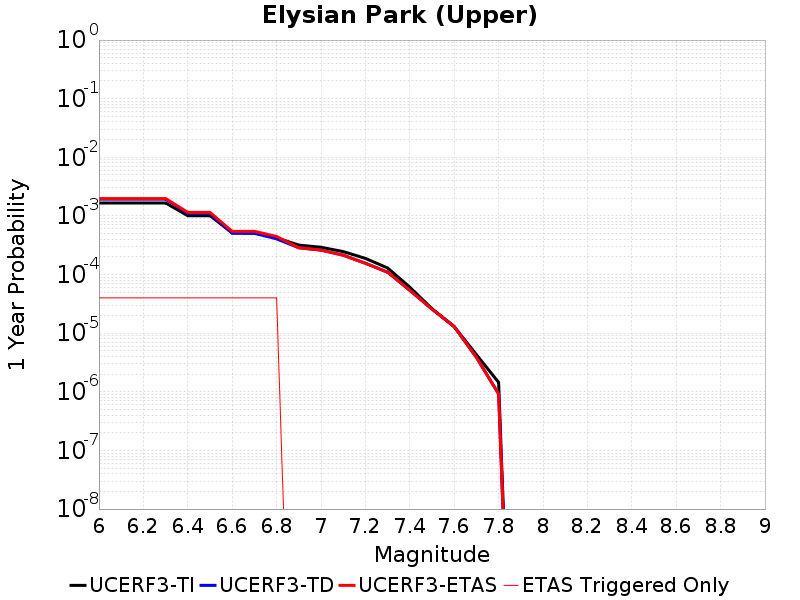 Elysian Park (Upper)
10^0
10^-1
10^-2
10^-3
10^-4
10^-5
10^-6
10^-7
10^-8
1 Year Probability
6 6.2 6.4 6.6 6.8 7 7.2 7.4 7.6 7.8 8 8.2 8.4 8.6 8.8 9
Magnitude
UCERF3-TI UCERF3-TD UCERF3-ETAS ETAS Triggered Only